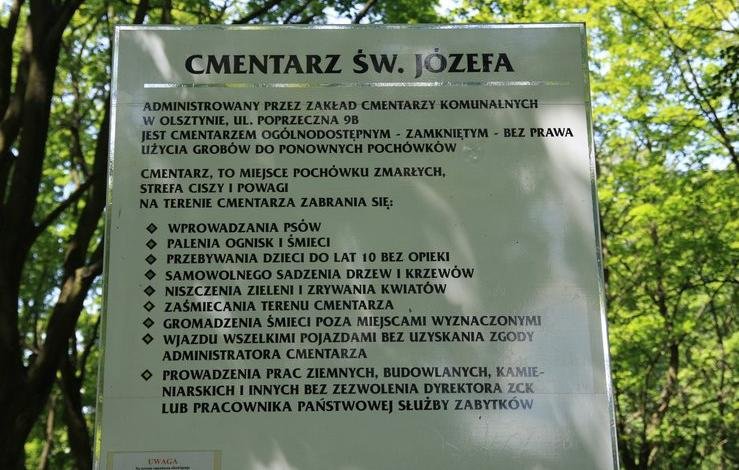 CMENTARZ ŚW. JÓZEFA
ADMINISTROWANY PRZEZ ZAKŁAD CMENTARZY KOMUNALNYCH
W OLSZTYNIE, UL. POPRZECZNA 9B
JEST CMENTARZEM OGÓLNODOSTĘPNYM - ZAMKNIĘTYM - BEZ PRAWA
UŻYCIA GROBÓW DO PONOWNYCH POCHÓWKÓW
CMENTARZ, TO MIEJSCE POCHÓWKU ZMARŁYCH,
STREFA CISZY I POWAGI
NA TERENIE CMENTARZA ZABRANIA SIĘ:
WPROWADZANIA PSÓW
PALENIA OGNISK I ŚMIECI
PRZEBYWANIA DZIECI DO LAT 10 BEZ OPIEKI
SAMOWOLNEGO SADZENIA DRZEW I KRZEWÓW
NISZCZENIA ZIELENI I ZRYWANIA KWIATÓW
ZAŚMIECANIA TERENU CMENTARZA
GROMADZENIA ŚMIECI POZA MIEJSCAMI WYZNACZONYMI
WJAZDU WSZELKIMI POJAZDAMI BEZ UZYSKANIA ZGODY
ADMINISTRATORA CMENTARZA
PROWADZENIA PRAC ZIEMNYCH, BUDOWLANYCH, KAMIE-
NIARSKICH I INNYCH BEZ ZEZWOLENIA DYREKTORA ZCK
LUB PRACOWNIKA PAŃSTWOWEJ SŁUŻBY ZABYTKÓW
UWAGA